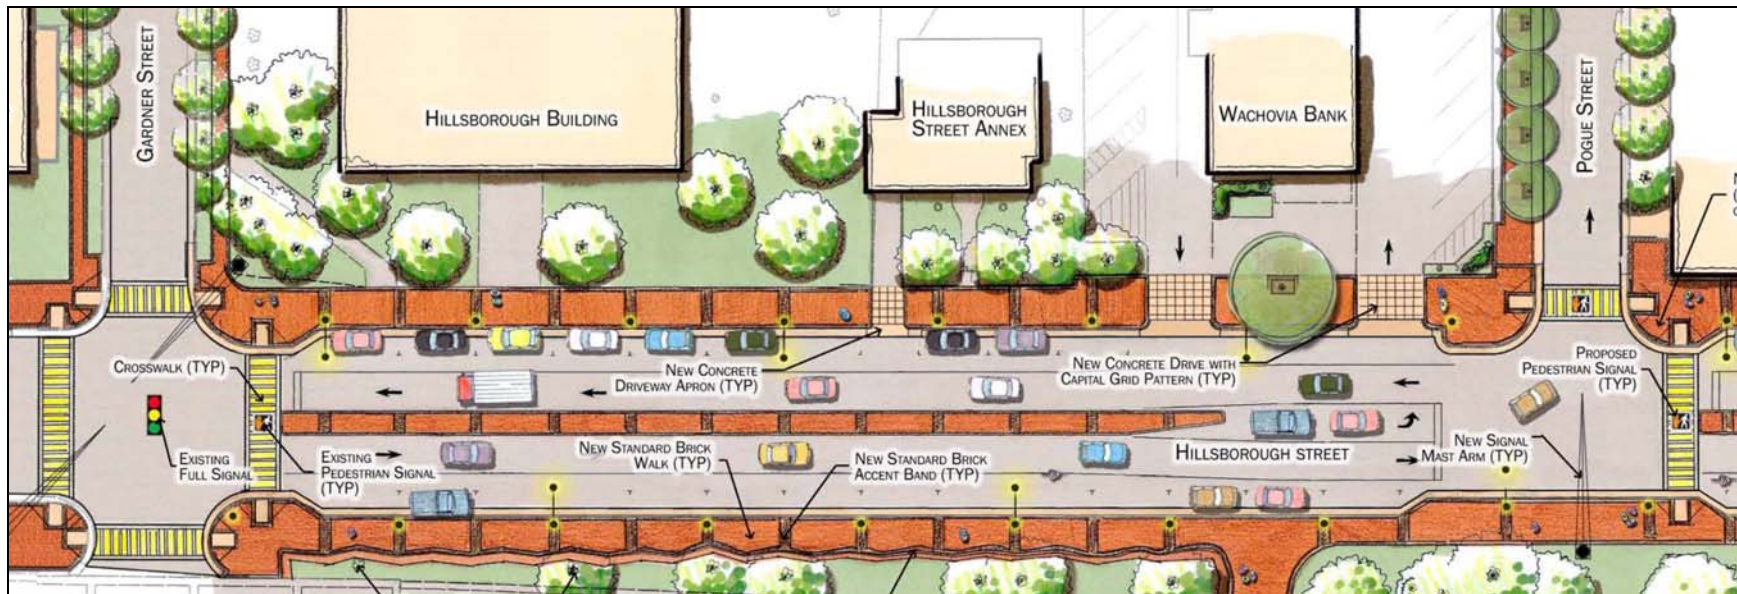 GARDNER STREET
HILLSBOROUGH BUILDING
HILLSBOROUGH
STREET ANNEX
WACHOVIA BANK
POGUE STREET
CROSSWALK (TYP)
EXISTING
FULL SIGNAL
EXISTING
PEDESTRIAN SIGNAL
(TYP)
NEW CONCRETE
DRIVEWAY APRON (TYP)
NEW STANDARD BRICK
WALK (TYP)
NEW STANDARD BRICK
ACCENT BAND (TYP)
NEW CONCRETE DRIVE WITH
CAPITAL GRID PATTERN (TYP)
HILLSBOROUGH STREET
PROPOSED
PEDESTRIAN SIGNAL
(TYP)
NEW SIGNAL
MAST ARM (TYP)